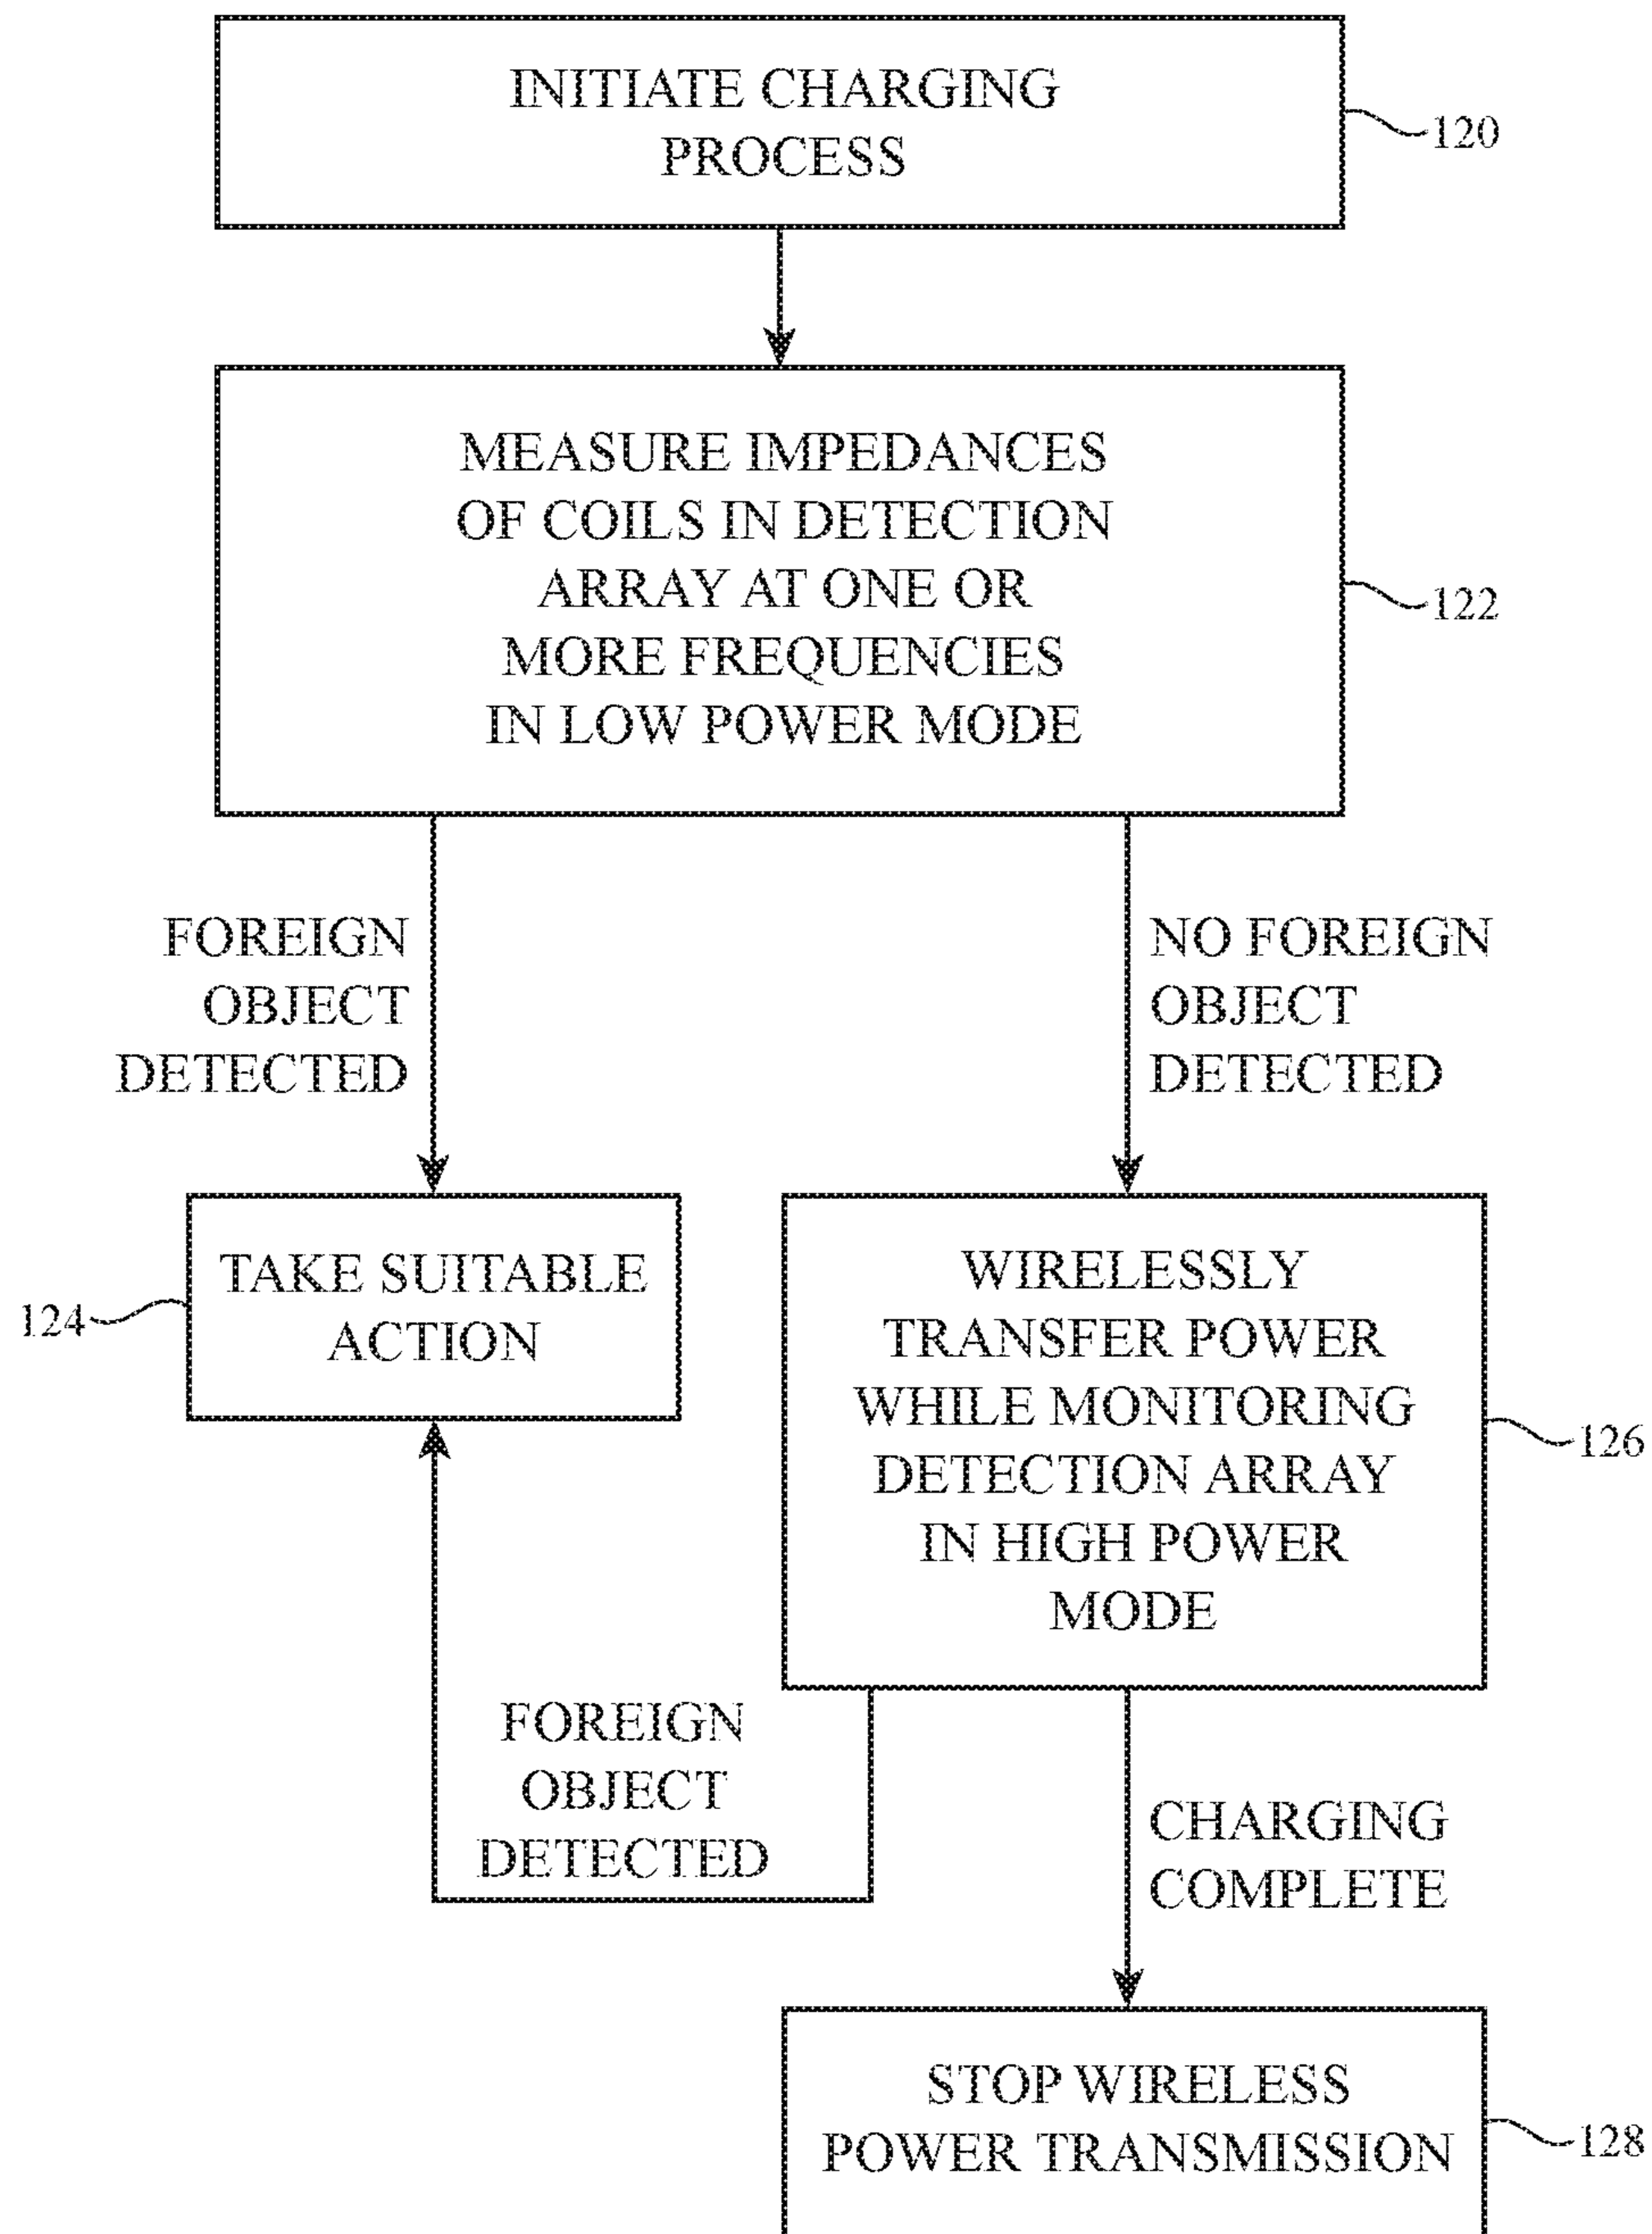 INITIATE CHARGING
PROCESS
120
MEASURE IMPEDANCES
OF COILS IN DETECTION
ARRAY AT ONE OR
MORE FREQUENCIES
IN LOW POWER MODE
122
FOREIGN
OBJECT
DETECTED
NO FOREIGN
OBJECT
DETECTED
TAKE SUITABLE
ACTION
124
WIRELESSLY
TRANSFER POWER
WHILE MONITORING
DETECTION ARRAY
IN HIGH POWER
MODE
126
FOREIGN
OBJECT
DETECTED
CHARGING
COMPLETE
STOP WIRELESS
POWER TRANSMISSION
128